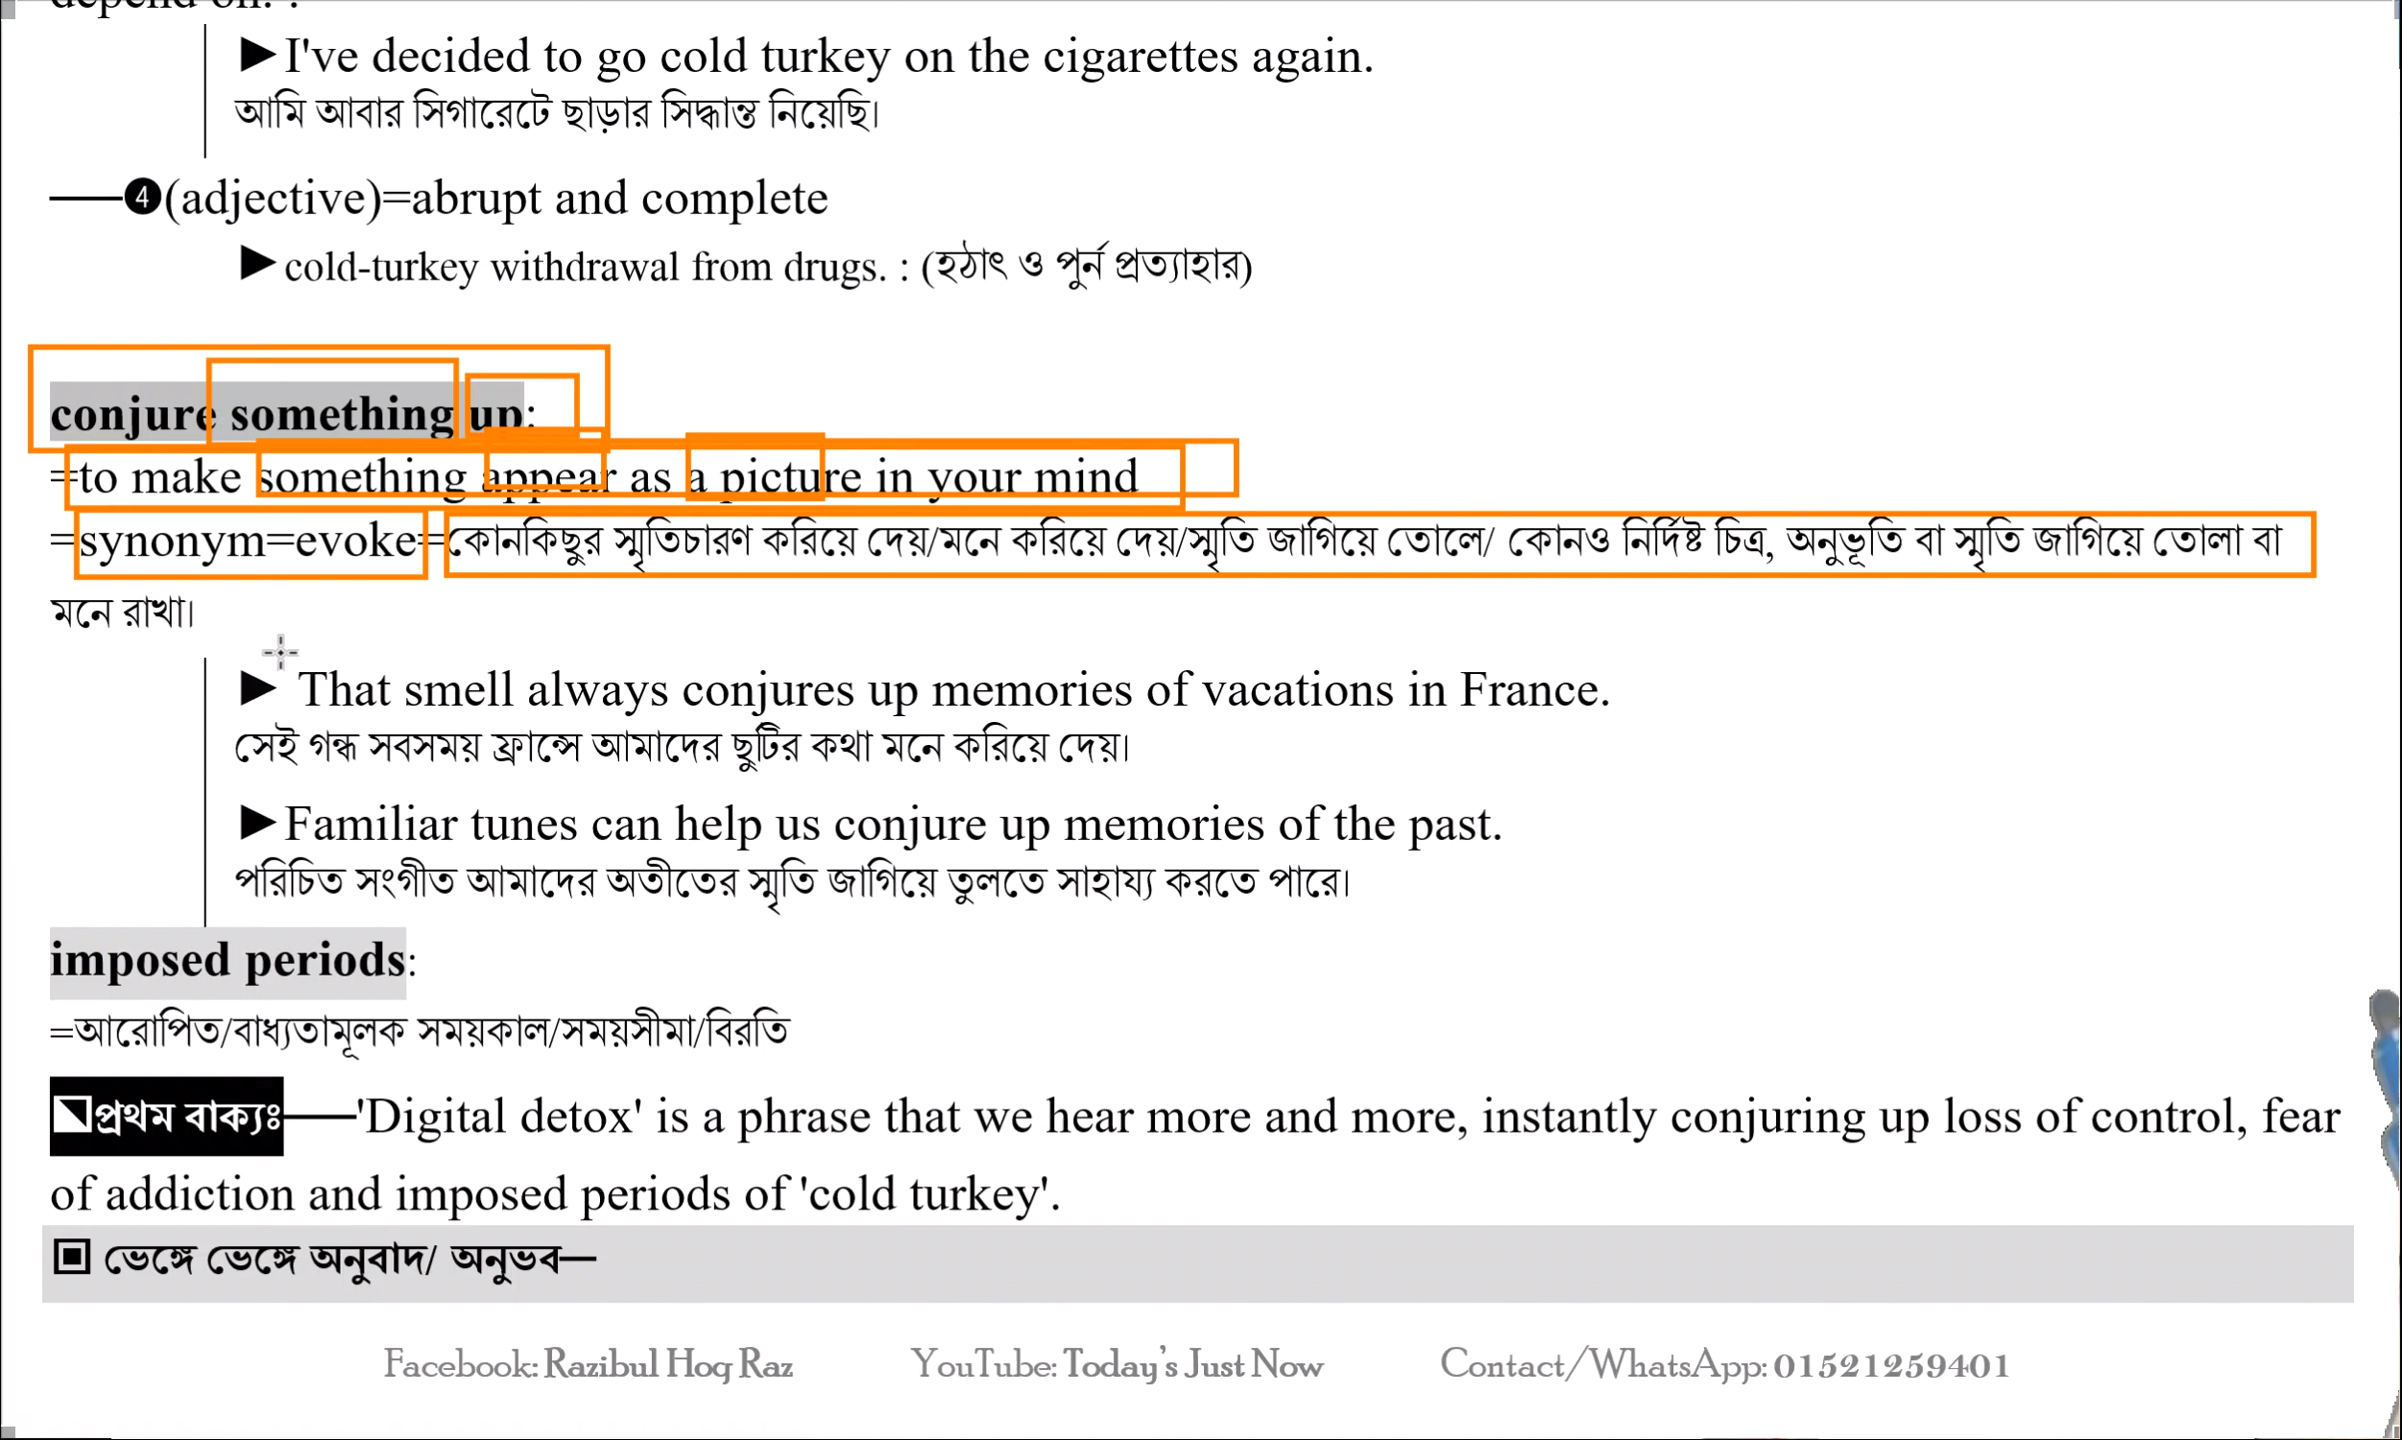 depend on. :
►I've decided to go cold turkey on the cigarettes again.
আমি আবার সিগারেটে ছাড়ার সিদ্ধান্ত নিয়েছি।
——❹(adjective)=abrupt and complete
►cold-turkey withdrawal from drugs. : (হঠাৎ ও পুর্ন প্রত্যাহার)
conjure something up:
=to make something appear as a picture in your mind
=synonym=evoke=কোনকিছুর স্মৃতিচারণ করিয়ে দেয়/মনে করিয়ে দেয়/স্মৃতি জাগিয়ে তোলে/ কোনও নির্দিষ্ট চিত্র, অনুভূতি বা স্মৃতি জাগিয়ে তোলা বা
মনে রাখা।
► That smell always conjures up memories of vacations in France.
সেই গন্ধ সবসময় ফ্রান্সে আমাদের ছুটির কথা মনে করিয়ে দেয়।
►Familiar tunes can help us conjure up memories of the past.
পরিচিত সংগীত আমাদের অতীতের স্মৃতি জাগিয়ে তুলতে সাহায্য করতে পারে।
imposed periods:
=আরোপিত/বাধ্যতামূলক সময়কাল/সময়সীমা/বিরতি
প্রথম বাক্যঃ——'Digital detox' is a phrase that we hear more and more, instantly conjuring up loss of control, fear
of addiction and imposed periods of 'cold turkey'.
▣ ভেঙ্গে ভেঙ্গে অনুবাদ/ অনুভব—
Facebook: Razibul Hoq Raz YouTube: Today's Just Now Contact/WhatsApp: 01521259401